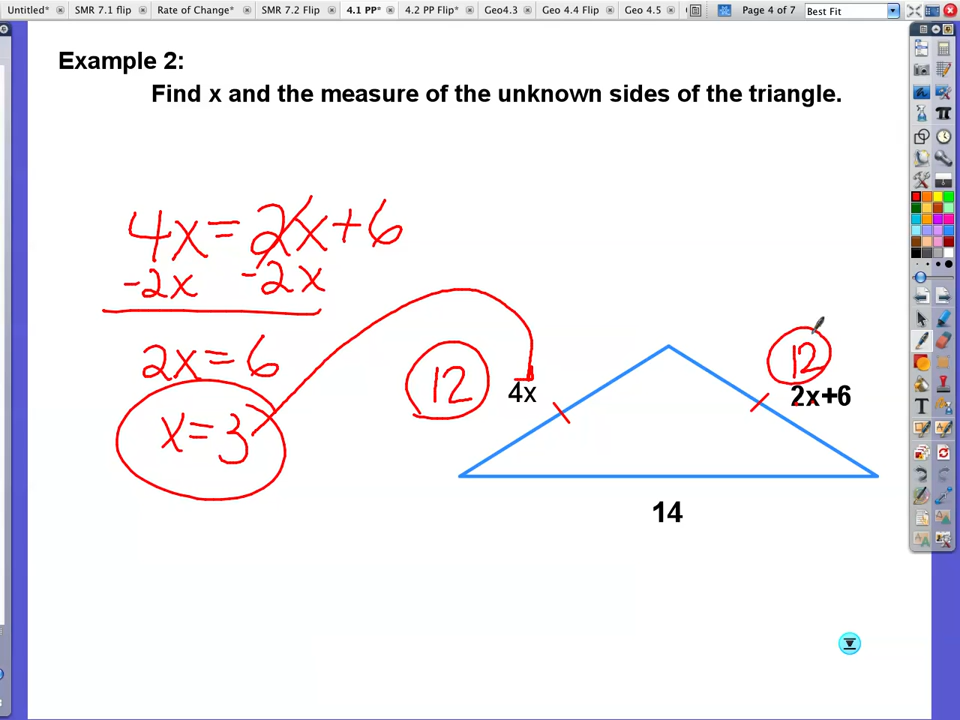 Untitled* SMR 7.1 flip Rate of Change* SMR 7.2 Flip 4.1 PP* 4.2 PP Flip* Geo4.3 Geo 4.4 Flip Geo 4.5 Page 4 of 7 Best Fit
Example 2:
Find x and the measure of the unknown sides of the triangle.
4x=2x+6
-2x -2x
2x=6
x=3
12 4x
12
2x+6
14